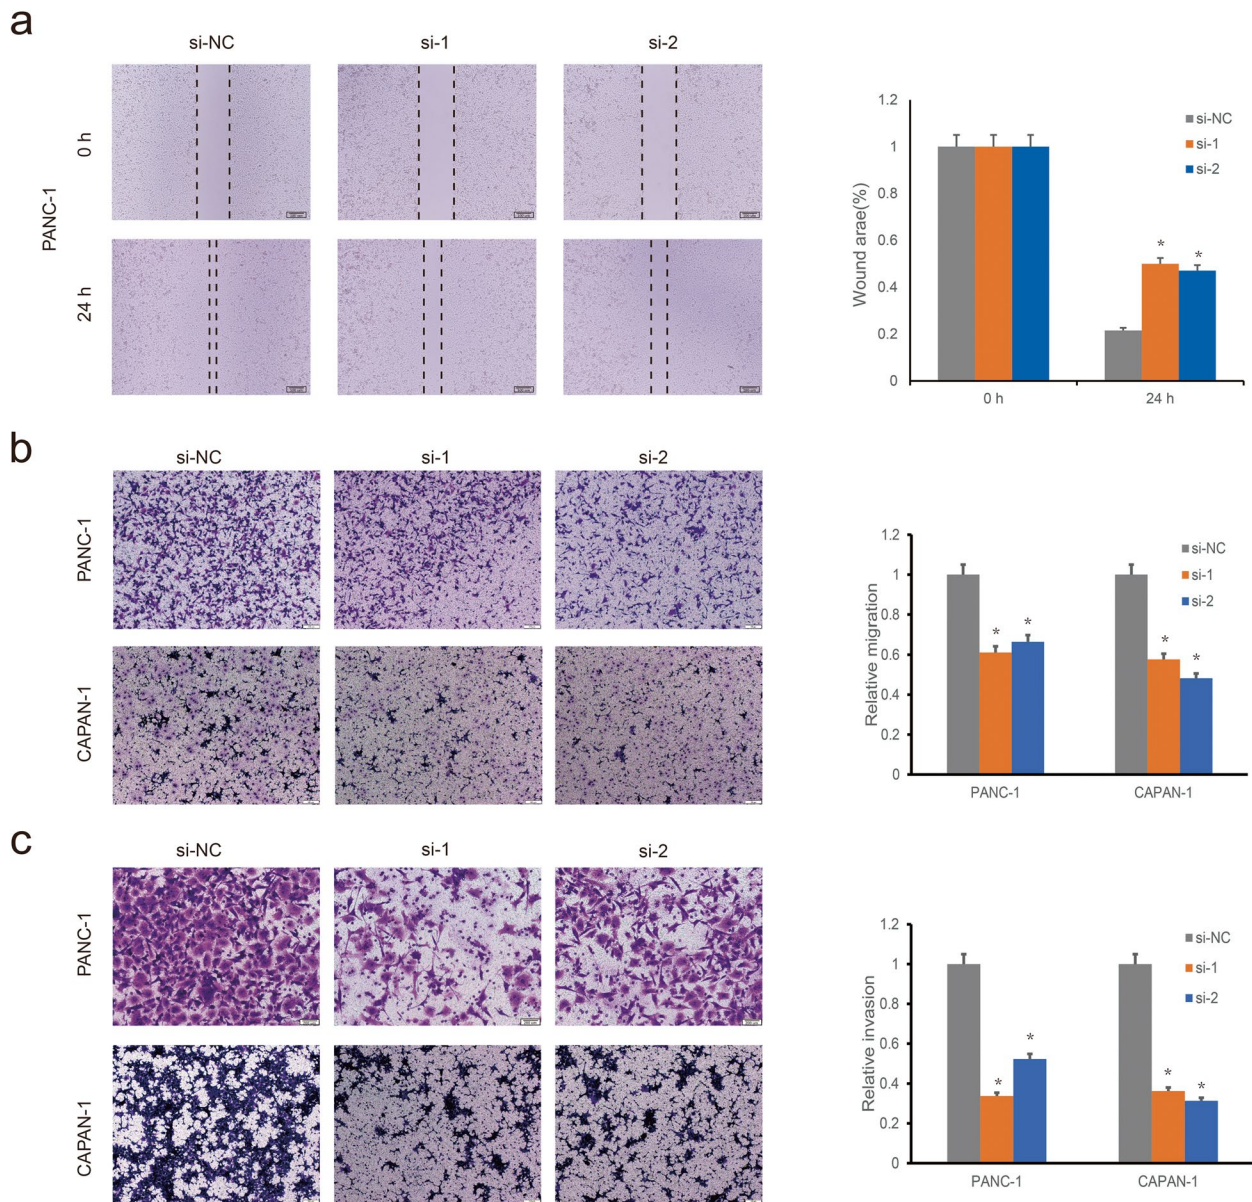 a
si-NC si-1 si-2
PANC-1
0 h
24 h
Wound arae(%)
1.2
1
0.8
0.6
0.4
0.2
0
si-NC
si-1
si-2
* *
0 h 24 h
b
si-NC si-1 si-2
PANC-1
CAPAN-1
Relative migration
1.2
1
0.8
0.6
0.4
0.2
0
si-NC
si-1
si-2
* * * *
PANC-1 CAPAN-1
c
si-NC si-1 si-2
PANC-1
CAPAN-1
Relative invasion
1.2
1
0.8
0.6
0.4
0.2
0
si-NC
si-1
si-2
* * * *
PANC-1 CAPAN-1